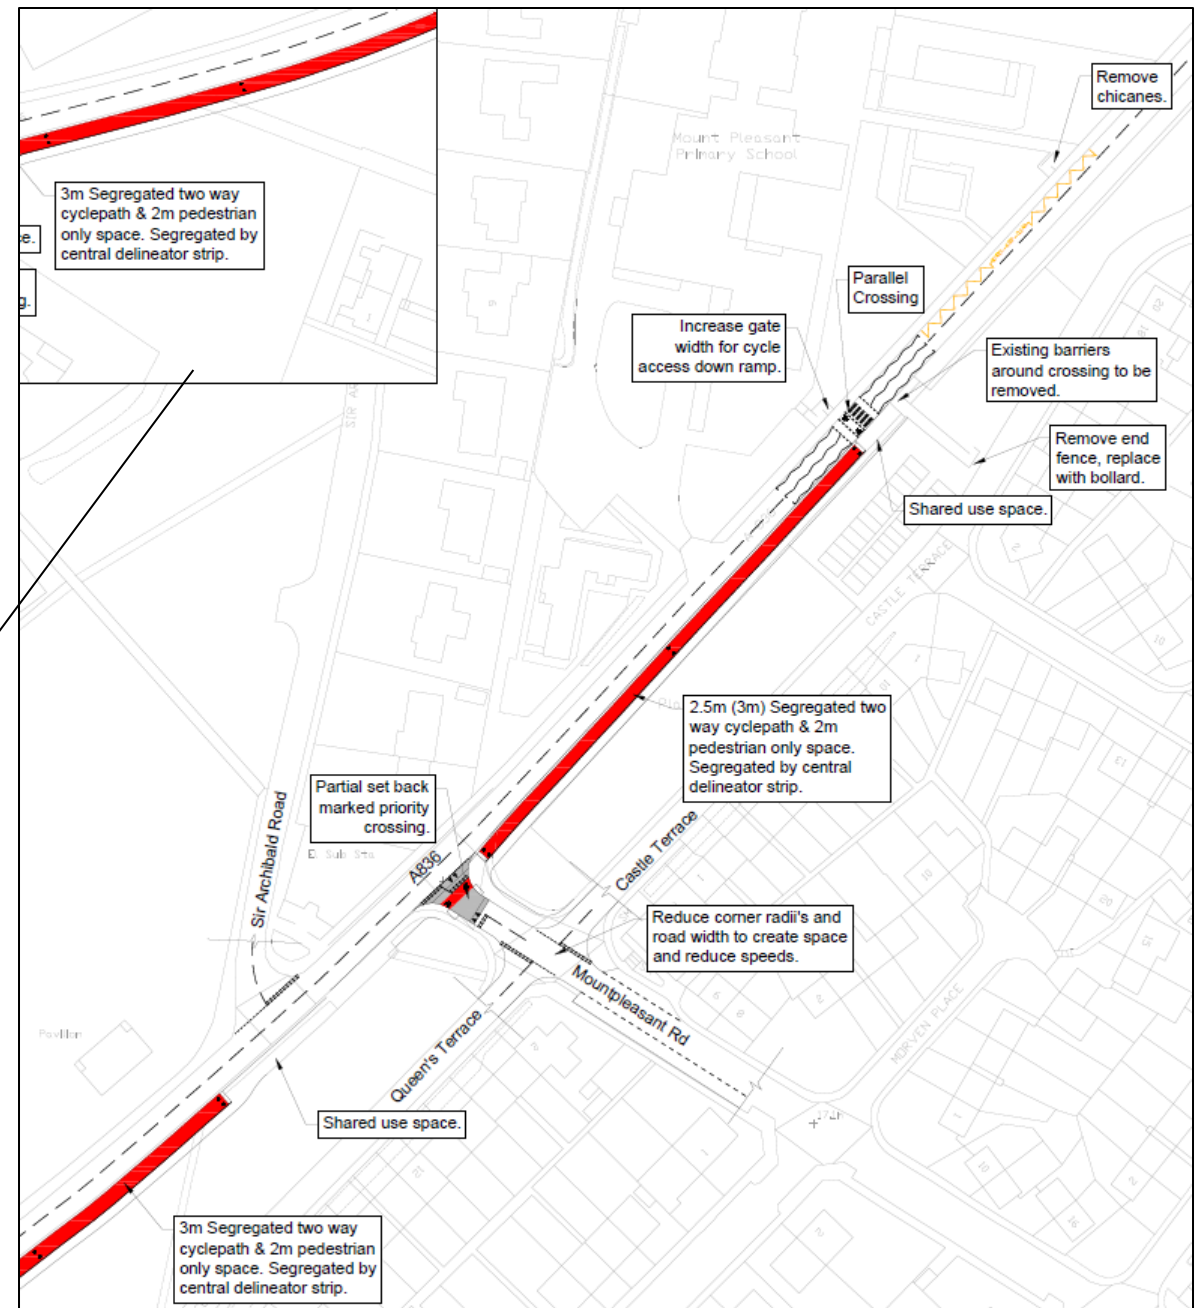 Remove
chicanes.
Mount Pleasant
Primary School
3m Segregated two way
cyclepath & 2m pedestrian
only space. Segregated by
central delineator strip.
Parallel
Crossing
Increase gate
width for cycle
access down ramp.
Existing barriers
around crossing to be
removed.
Remove end
fence, replace
with bollard.
Shared use space.
CASTLE TERRACE
2.5m (3m) Segregated two
way cyclepath & 2m
pedestrian only space.
Segregated by central
delineator strip.
Partial set back
marked priority
crossing.
El Sub Sta
A836
Sir Archibald Road
Castle Terrace
Reduce corner radii's and
road width to create space
and reduce speeds.
Mountpleasant Rd
MORVEN PLACE
Queen's Terrace
Pavilion
Shared use space.
3m Segregated two way
cyclepath & 2m pedestrian
only space. Segregated by
central delineator strip.